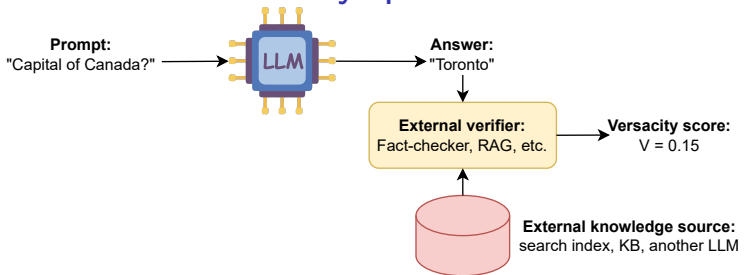 Prompt:
"Capital of Canada?"
LLM
Answer:
"Toronto"
External verifier:
Fact-checker, RAG, etc.
Versacity score:
V = 0.15
External knowledge source:
search index, KB, another LLM